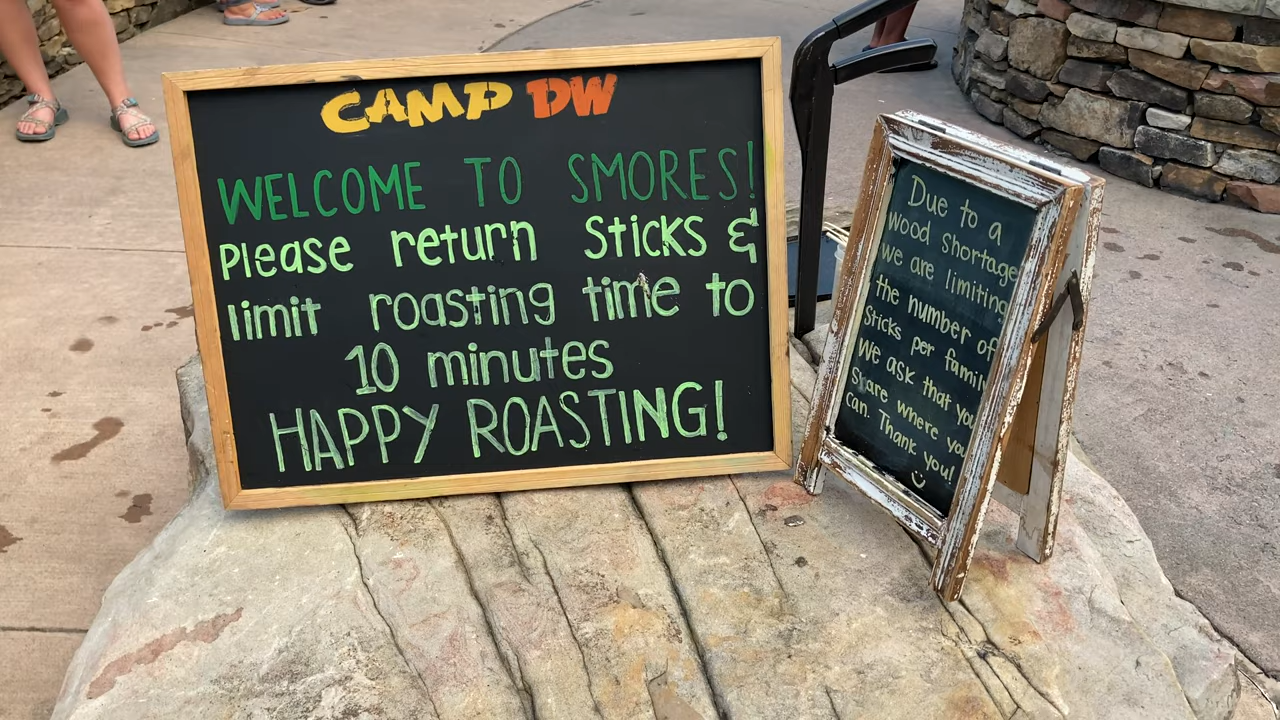 CAMP DW
WELCOME TO SMORES!
Please return Sticks &
limit roasting time to
10 minutes
HAPPY ROASTING!
Due to a
wood shortage
we are limiting
the number of
Sticks per family
We ask that you
Share where you
can. Thank you!